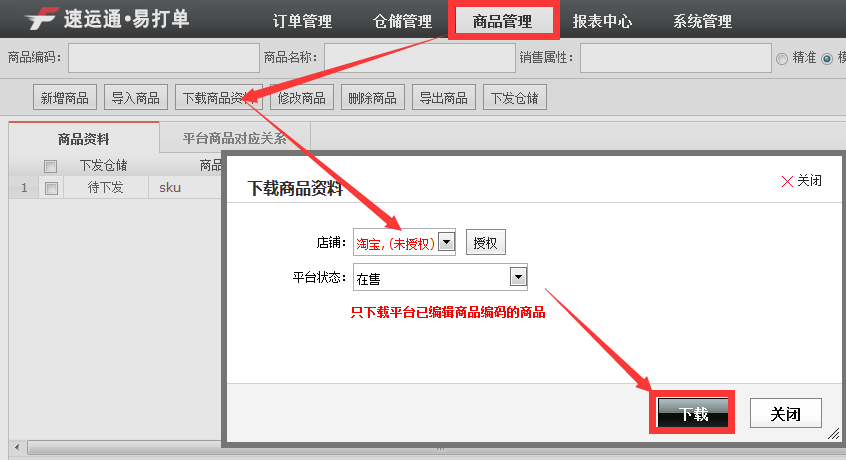 速运通·易打单 订单管理 仓储管理 商品管理 报表中心 系统管理
商品编码： 商品名称： 销售属性： 精准
新增商品 导入商品 下载商品资料 修改商品 删除商品 导出商品 下发仓储
商品资料 平台商品对应关系
下发仓储 商品
1 待下发 sku
下载商品资料 关闭
店铺： 淘宝,(未授权) 授权
平台状态： 在售
只下载平台已编辑商品编码的商品
下载 关闭